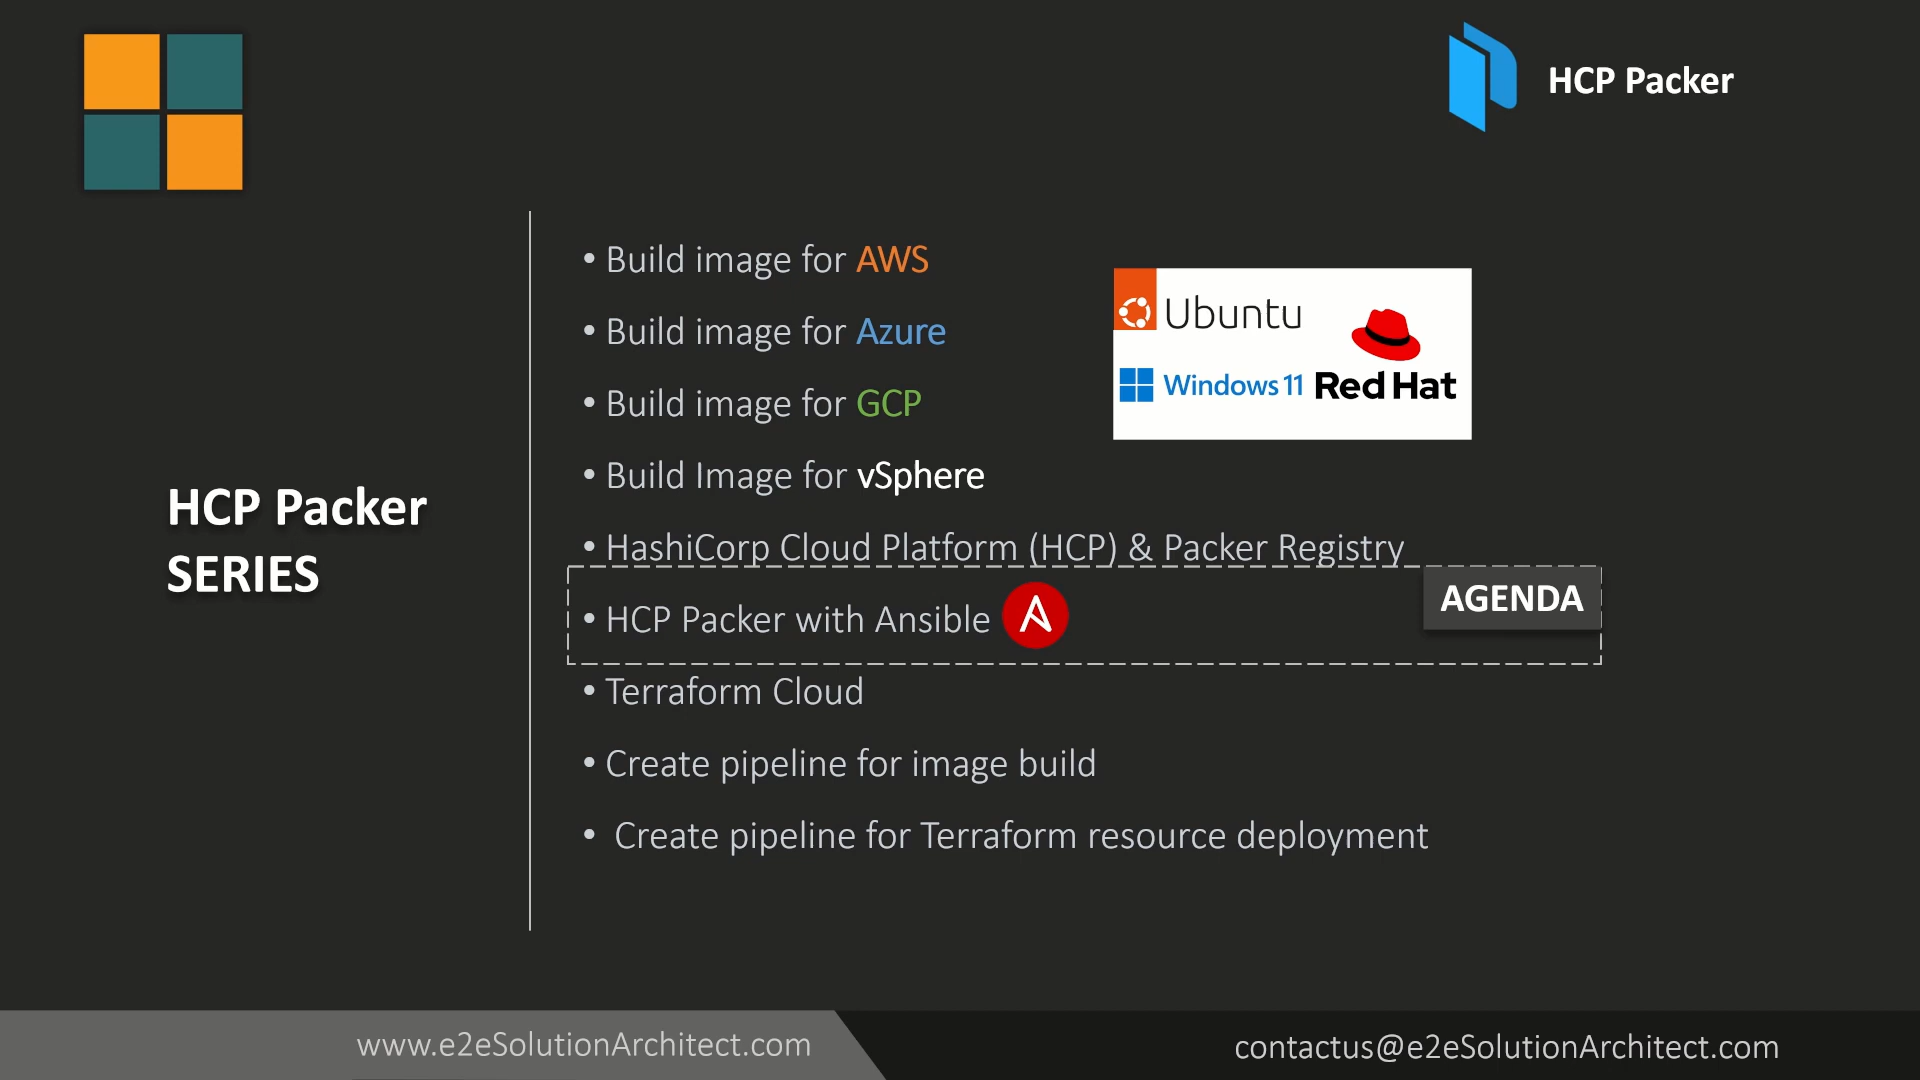 HCP Packer
HCP Packer
SERIES
• Build image for AWS
• Build image for Azure
• Build image for GCP
• Build Image for vSphere
• HashiCorp Cloud Platform (HCP) & Packer Registry
• HCP Packer with Ansible
AGENDA
• Terraform Cloud
• Create pipeline for image build
• Create pipeline for Terraform resource deployment
Ubuntu
Windows 11
Red Hat
www.e2eSolutionArchitect.com
contactus@e2eSolutionArchitect.com